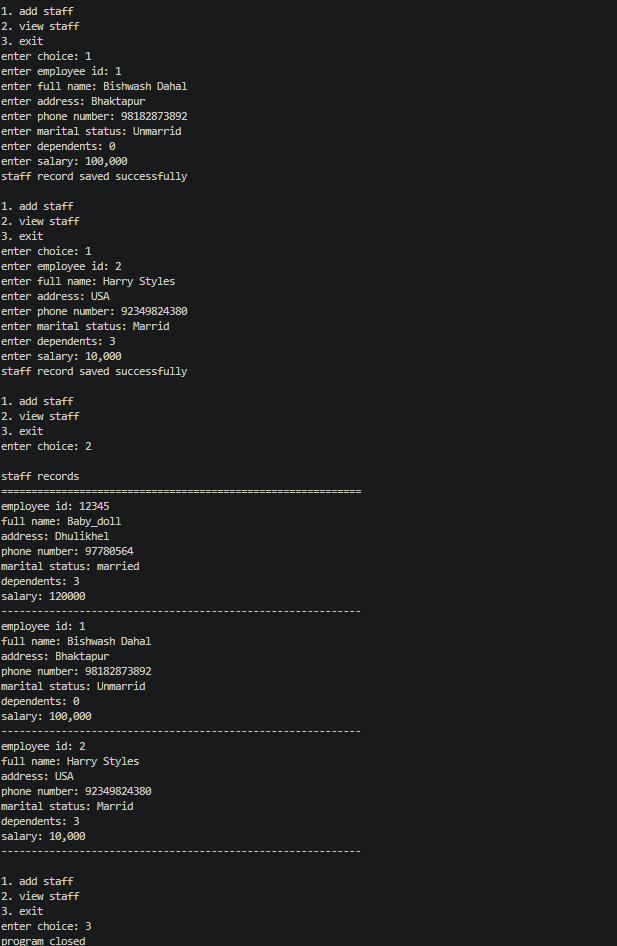 1. add staff
2. view staff
3. exit
enter choice: 1
enter employee id: 1
enter full name: Bishwash Dahal
enter address: Bhaktapur
enter phone number: 98182873892
enter marital status: Unmarrid
enter dependents: 0
enter salary: 100,000
staff record saved successfully

1. add staff
2. view staff
3. exit
enter choice: 1
enter employee id: 2
enter full name: Harry Styles
enter address: USA
enter phone number: 92349824380
enter marital status: Marrid
enter dependents: 3
enter salary: 10,000
staff record saved successfully

1. add staff
2. view staff
3. exit
enter choice: 2

staff records
============================================================
employee id: 12345
full name: Baby_doll
address: Dhulikhel
phone number: 97780564
marital status: married
dependents: 3
salary: 120000
------------------------------------------------------------
employee id: 1
full name: Bishwash Dahal
address: Bhaktapur
phone number: 98182873892
marital status: Unmarrid
dependents: 0
salary: 100,000
------------------------------------------------------------
employee id: 2
full name: Harry Styles
address: USA
phone number: 92349824380
marital status: Marrid
dependents: 3
salary: 10,000
------------------------------------------------------------

1. add staff
2. view staff
3. exit
enter choice: 3
program closed